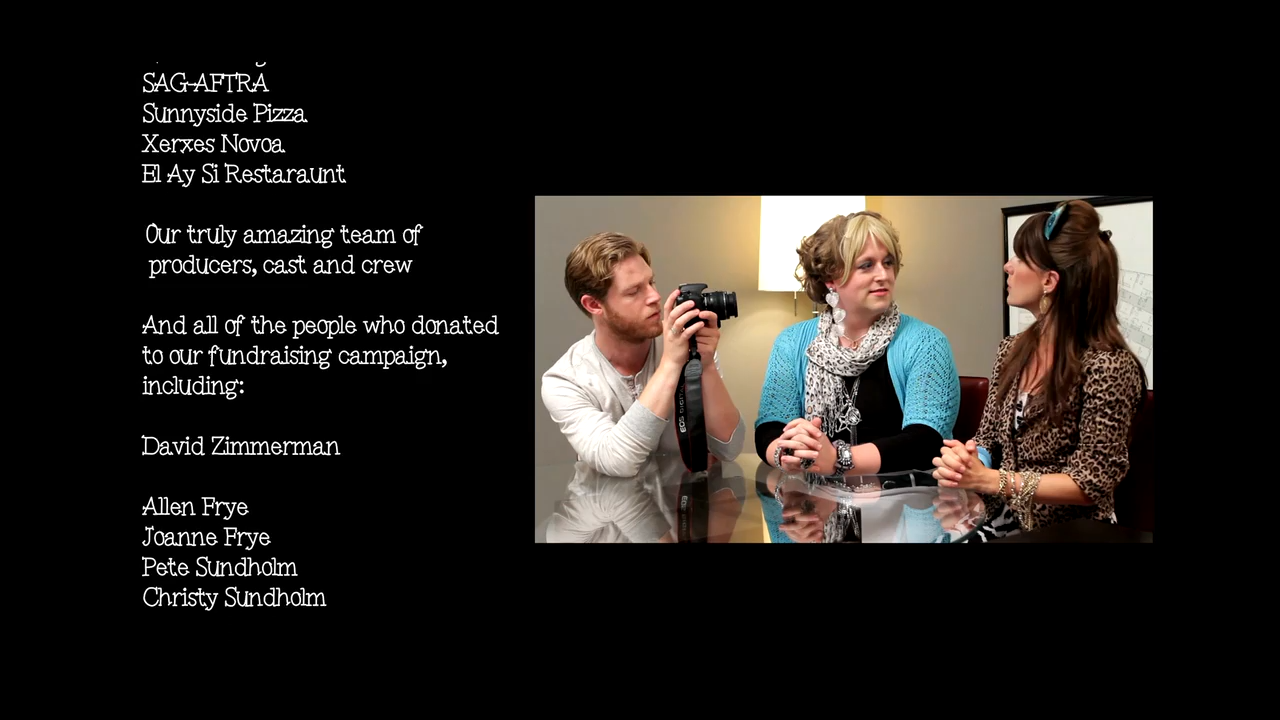 SAG-AFTRA
Sunnyside Pizza
Xerxes Novoa
El Ay Si Restaraunt
Our truly amazing team of
producers, cast and crew
And all of the people who donated
to our fundraising campaign,
including:
David Zimmerman
Allen Frye
Joanne Frye
Pete Sundholm
Christy Sundholm
EOS DIGITAL